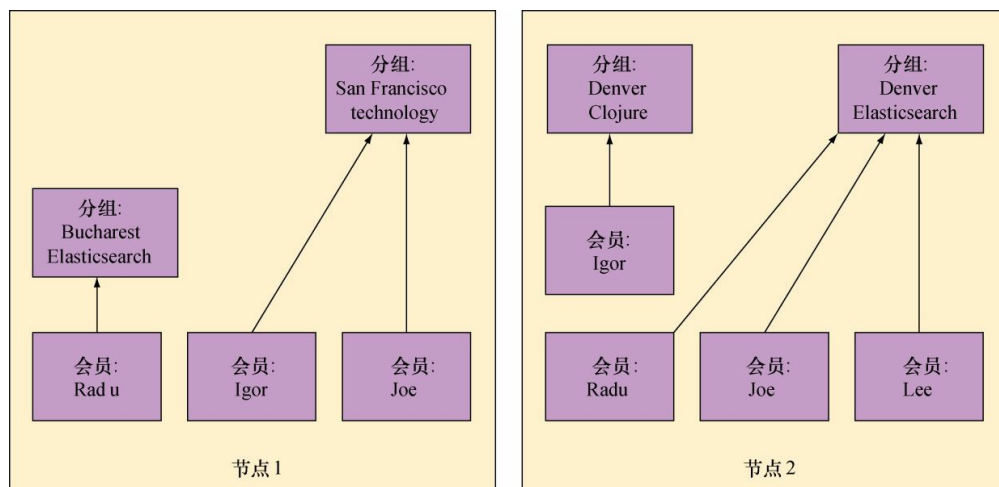 分组:
San Francisco
technology
分组:
Bucharest
Elasticsearch
会员:
Rad u
会员:
Igor
会员:
Joe
节点1
分组:
Denver
Clojure
分组:
Denver
Elasticsearch
会员:
Igor
会员:
Radu
会员:
Joe
会员:
Lee
节点2